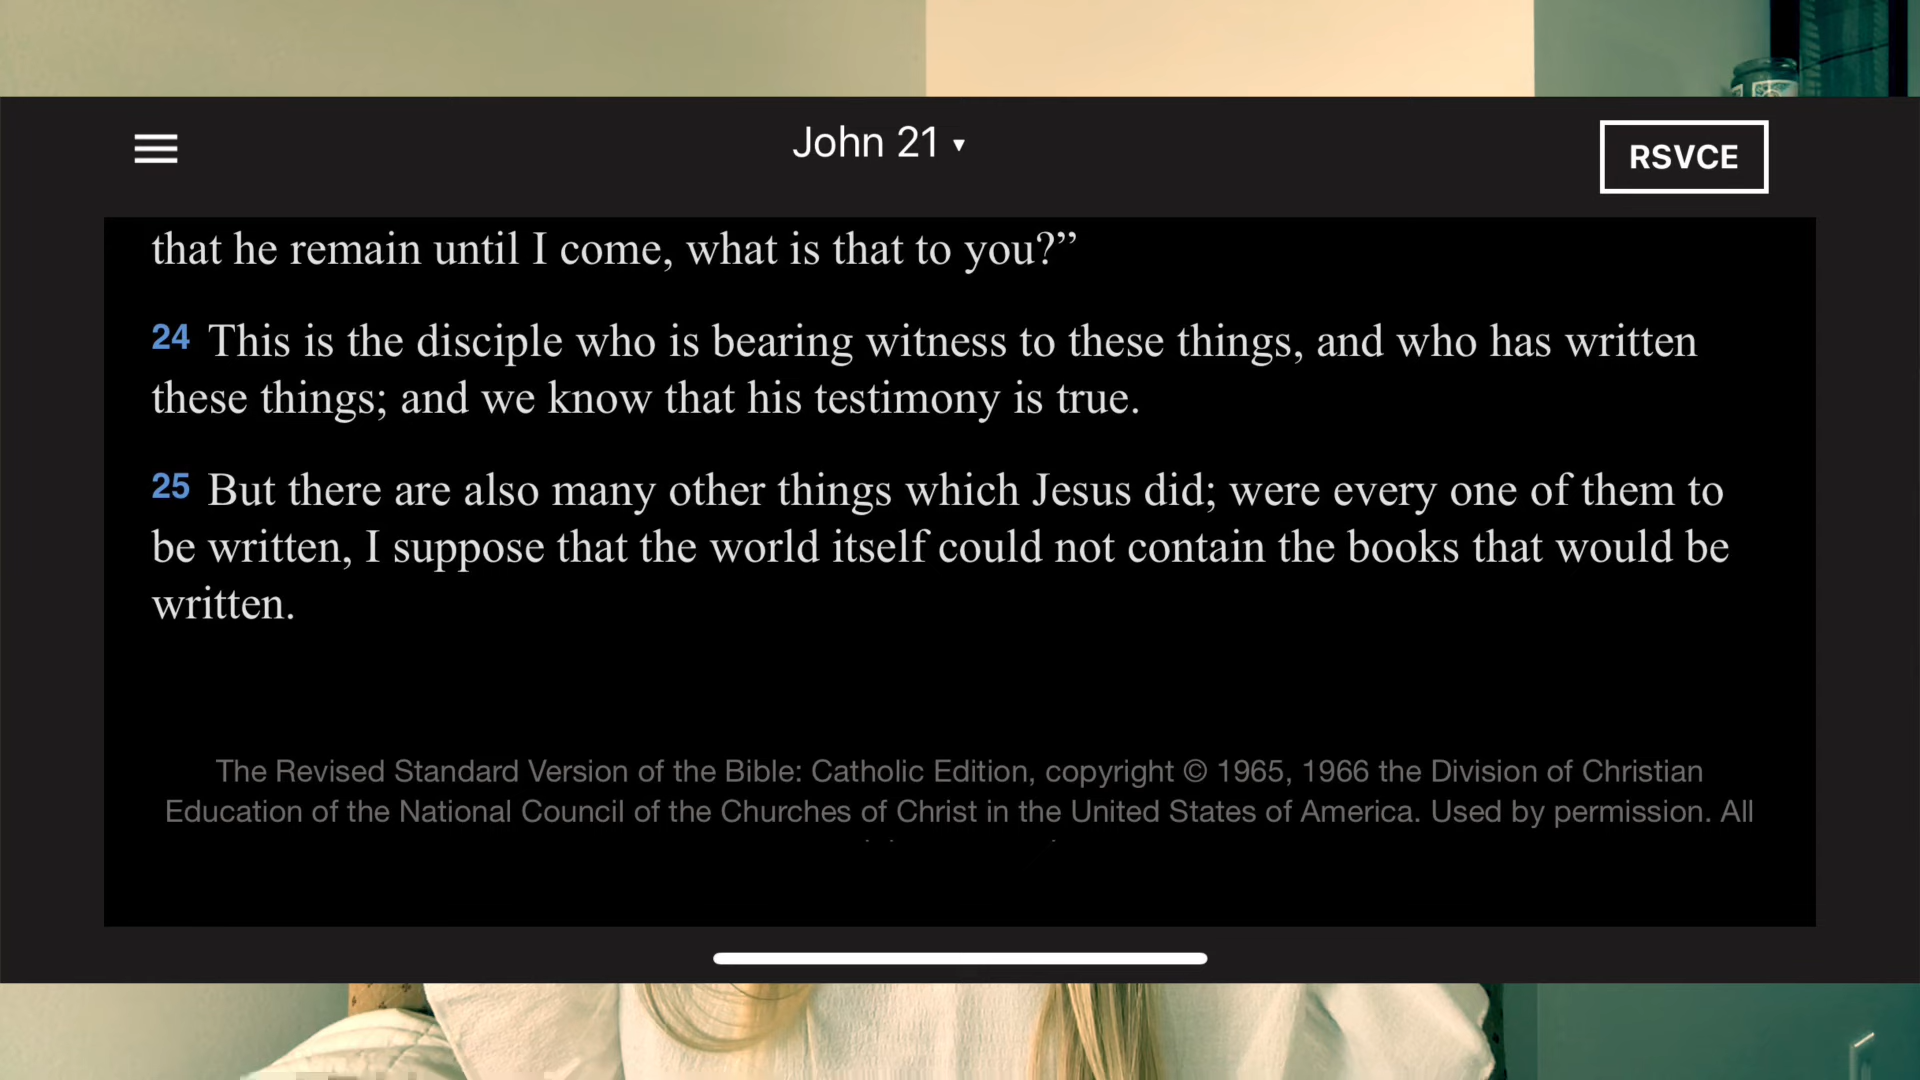 John 21 ▾
RSVCE
that he remain until I come, what is that to you?”
24 This is the disciple who is bearing witness to these things, and who has written
these things; and we know that his testimony is true.
25 But there are also many other things which Jesus did; were every one of them to
be written, I suppose that the world itself could not contain the books that would be
written.
The Revised Standard Version of the Bible: Catholic Edition, copyright © 1965, 1966 the Division of Christian
Education of the National Council of the Churches of Christ in the United States of America. Used by permission. All